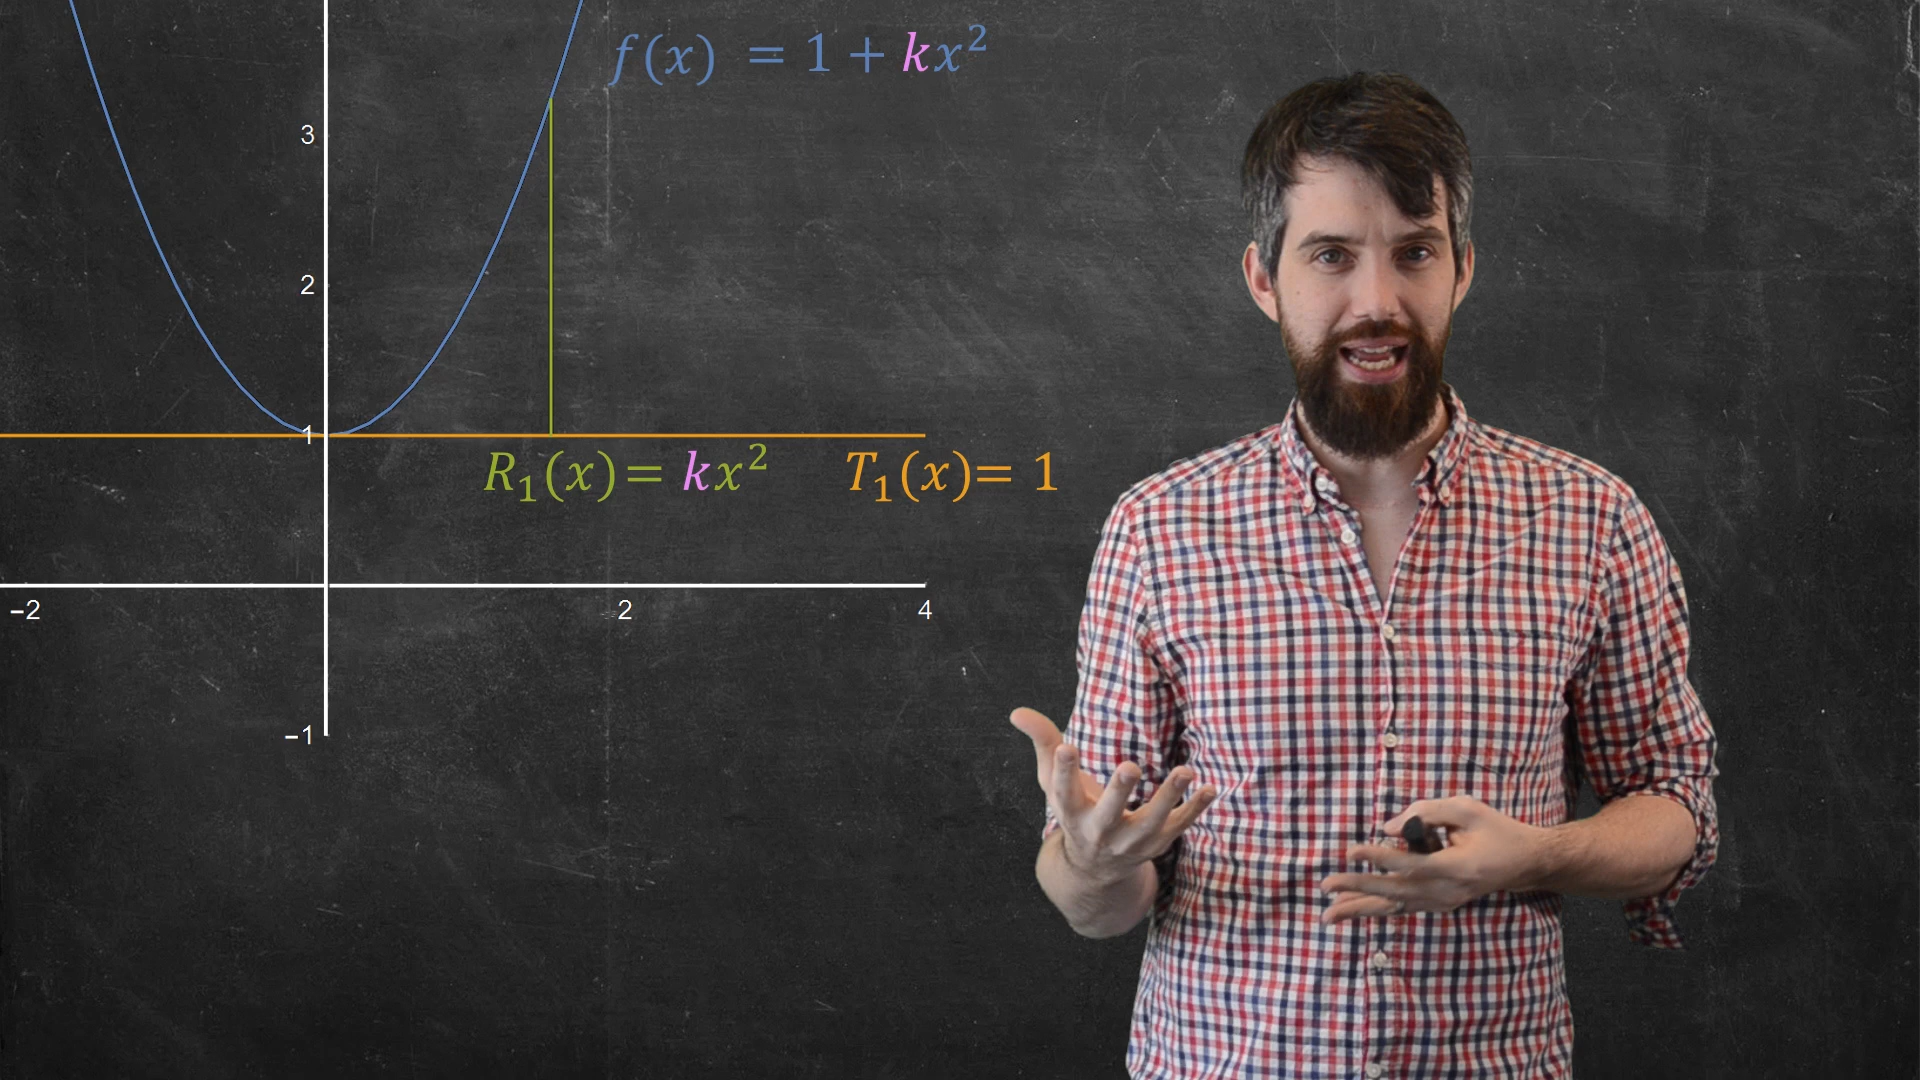 f(x) = 1 + kx²
3
2
1
R₁(x) = kx²
T₁(x) = 1
−2
2
4
−1